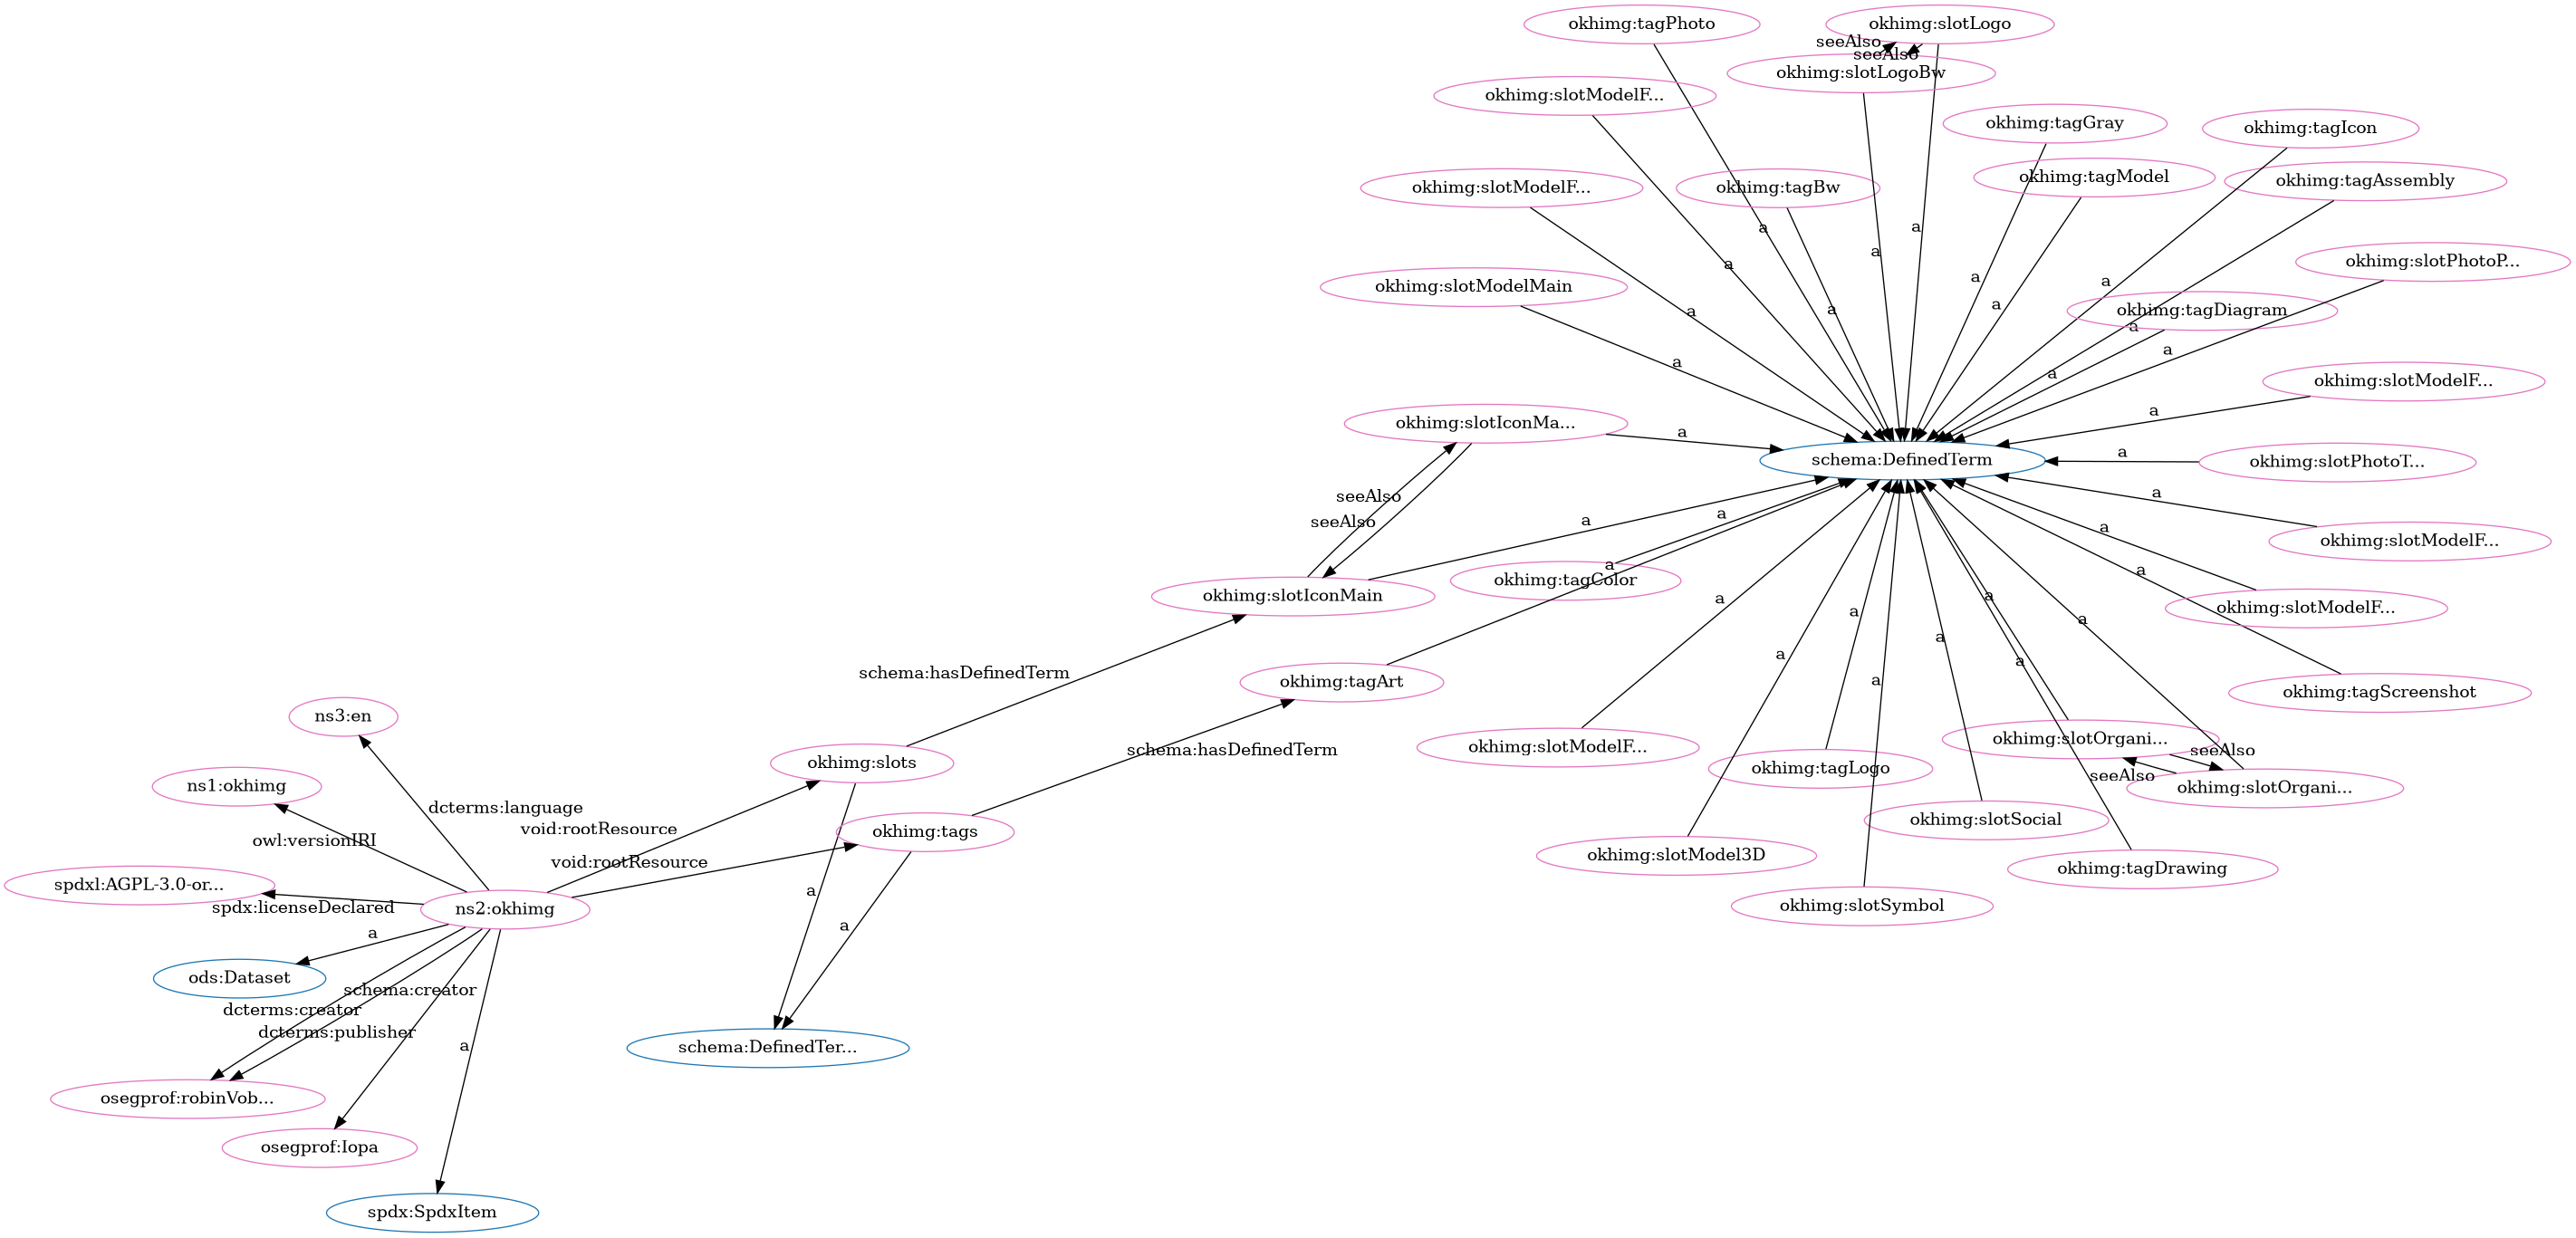 okhimg:tagPhoto
okhimg:slotLogo
seeAlso
seeAlso
okhimg:slotLogoBw
okhimg:slotModelF...
okhimg:tagGray
okhimg:tagIcon
okhimg:tagModel
okhimg:tagAssembly
okhimg:slotModelF...
okhimg:tagBw
a
a
a
okhimg:slotPhotoP...
a
a
a
a
okhimg:slotModelMain
a
a
a
okhimg:tagDiagram
a
a
a
a
okhimg:slotModelF...
a
okhimg:slotIconMa...
a
a
schema:DefinedTerm
okhimg:slotPhotoT...
seeAlso
a
seeAlso
a
a
a
okhimg:slotModelF...
a
okhimg:tagColor
a
okhimg:slotIconMain
a
a
okhimg:slotModelF...
a
a
a
a
a
schema:hasDefinedTerm
a
okhimg:tagArt
a
okhimg:tagScreenshot
ns3:en
okhimg:slotOrgani...
schema:hasDefinedTerm
okhimg:slotModelF...
seeAlso
okhimg:slots
okhimg:tagLogo
seeAlso
ns1:okhimg
okhimg:slotOrgani...
dcterms:language
okhimg:slotSocial
void:rootResource
okhimg:tags
owl:versionIRI
void:rootResource
okhimg:slotModel3D
okhimg:tagDrawing
spdxl:AGPL-3.0-or...
a
spdx:licenseDeclared
ns2:okhimg
okhimg:slotSymbol
a
a
ods:Dataset
schema:creator
dcterms:creator
dcterms:publisher
a
schema:DefinedTer...
osegprof:robinVob...
osegprof:Iopa
spdx:SpdxItem